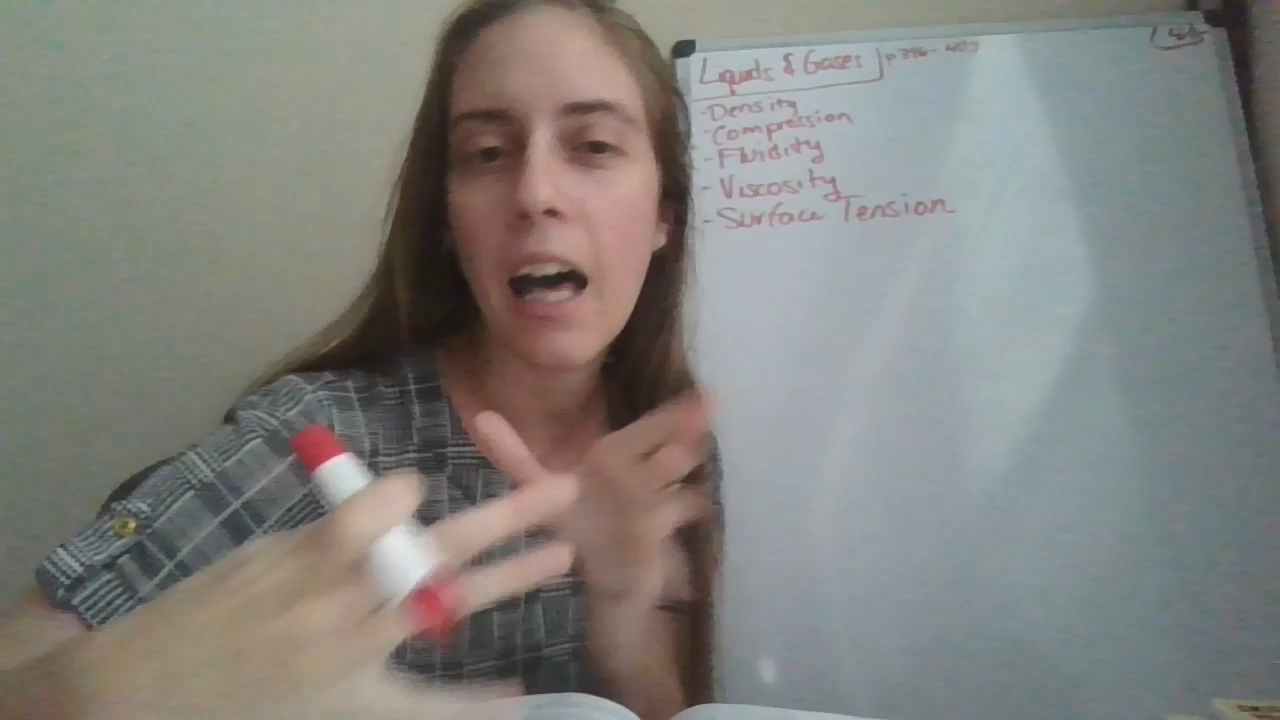 Liquids & Gases
- Density
- Compression
- Fluidity
- Viscosity
- Surface Tension